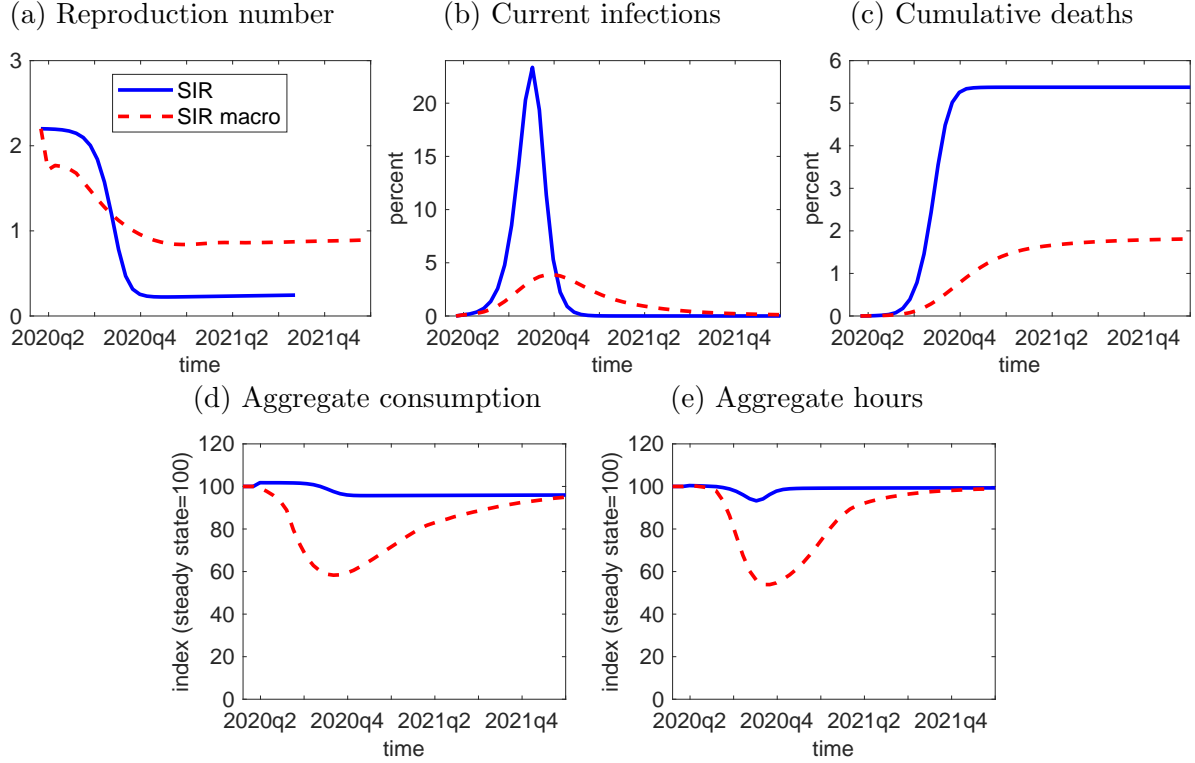 (a) Reproduction number
(b) Current infections
(c) Cumulative deaths
3
2
1
0
SIR
SIR macro
2020q2 2020q4 2021q2 2021q4
time
percent
20
15
10
5
0
2020q2 2020q4 2021q2 2021q4
time
percent
6
5
4
3
2
1
0
2020q2 2020q4 2021q2 2021q4
time
(d) Aggregate consumption
(e) Aggregate hours
index (steady state=100)
120
100
80
60
40
20
0
2020q2 2020q4 2021q2 2021q4
time
index (steady state=100)
120
100
80
60
40
20
0
2020q2 2020q4 2021q2 2021q4
time